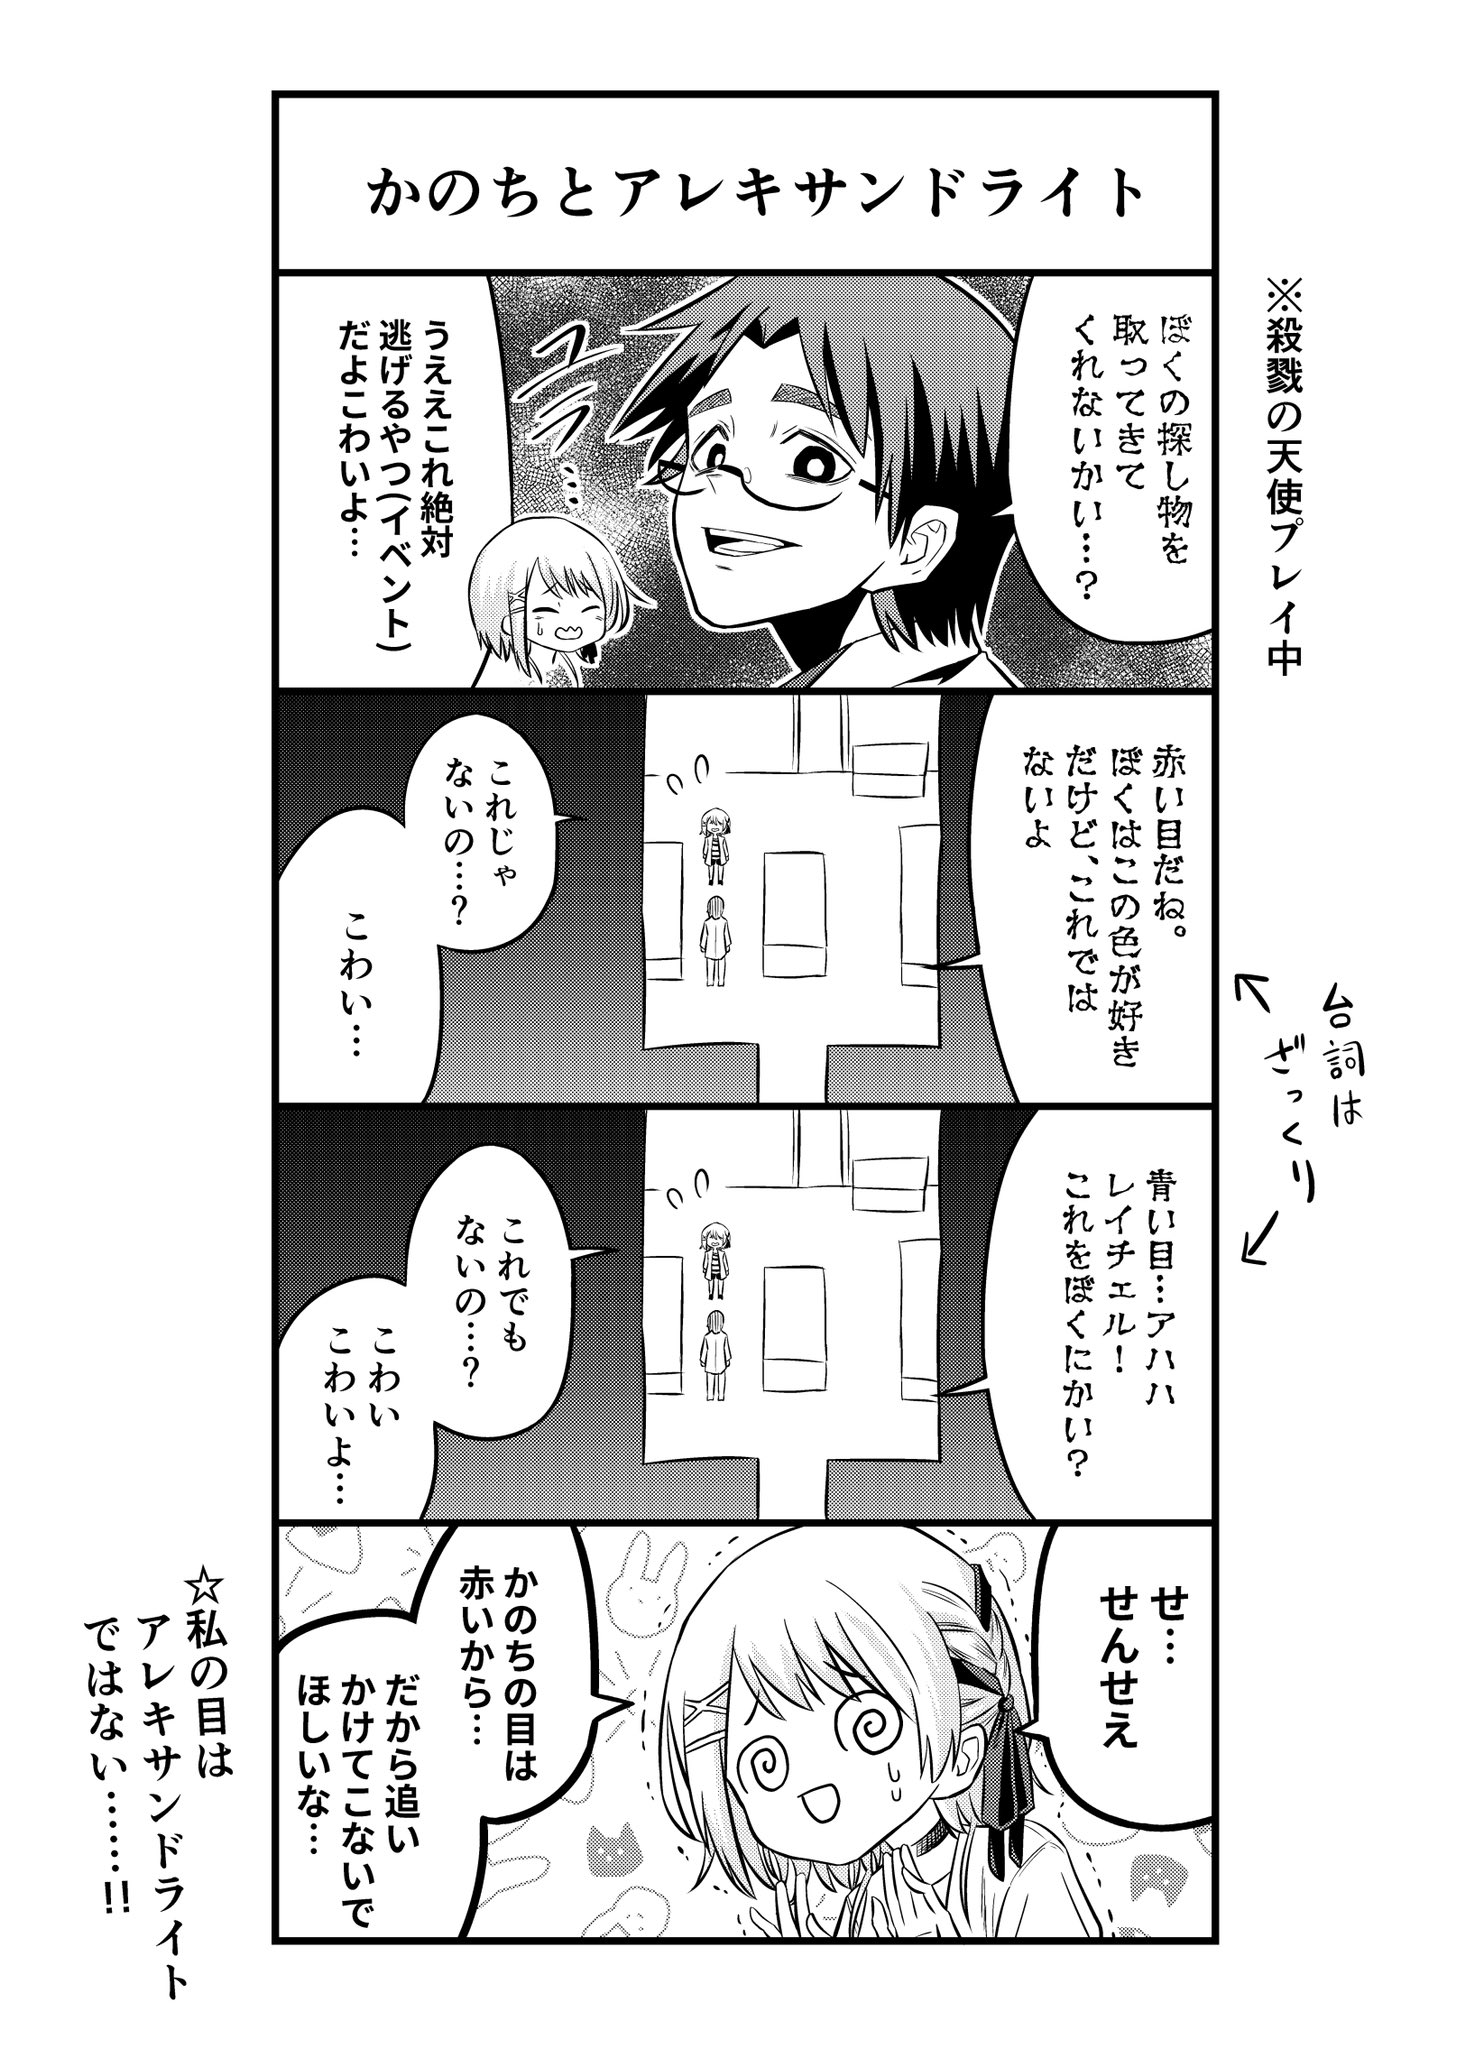 かのちとアレキサンドライト
※殺戮の天使プレイ中
ぼくの探し物を
取ってきて
くれないかい…?
うええこれ絶対
逃げるやつ(イベント)
だよこわいよ…
ニコリ
赤い目だね。
ぼくはこの色が好き
だけど、これでは
ないよ
これじゃ
ないの…?
こわい…
台詞は
ざっくり
青い目…アハハ
レイチェル!
これをぼくにかい?
これでも
ないの…?
こわい
こわいよ…
せ…
せんせえ
かのちの目は
赤いから…
だから追い
かけてこないで
ほしいな…
☆私の目は
アレキサンドライト
ではない……!!